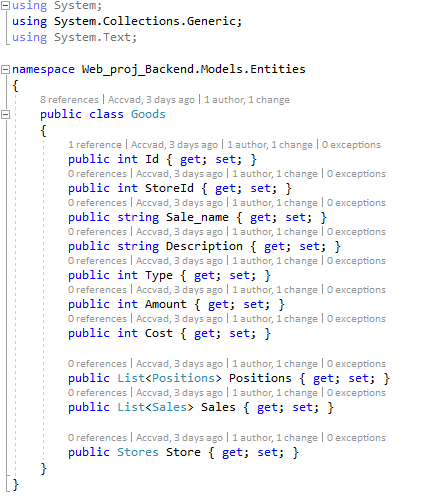 using System;
using System.Collections.Generic;
using System.Text;
namespace Web_proj_Backend.Models.Entities
{
8 references | Accvad, 3 days ago | 1 author, 1 change
public class Goods
{
1 reference | Accvad, 3 days ago | 1 author, 1 change | 0 exceptions
public int Id { get; set; }
0 references | Accvad, 3 days ago | 1 author, 1 change | 0 exceptions
public int StoreId { get; set; }
0 references | Accvad, 3 days ago | 1 author, 1 change | 0 exceptions
public string Sale_name { get; set; }
0 references | Accvad, 3 days ago | 1 author, 1 change | 0 exceptions
public string Description { get; set; }
0 references | Accvad, 3 days ago | 1 author, 1 change | 0 exceptions
public int Type { get; set; }
0 references | Accvad, 3 days ago | 1 author, 1 change | 0 exceptions
public int Amount { get; set; }
0 references | Accvad, 3 days ago | 1 author, 1 change | 0 exceptions
public int Cost { get; set; }
0 references | Accvad, 3 days ago | 1 author, 1 change | 0 exceptions
public List<Positions> Positions { get; set; }
0 references | Accvad, 3 days ago | 1 author, 1 change | 0 exceptions
public List<Sales> Sales { get; set; }
0 references | Accvad, 3 days ago | 1 author, 1 change | 0 exceptions
public Stores Store { get; set; }
}
}